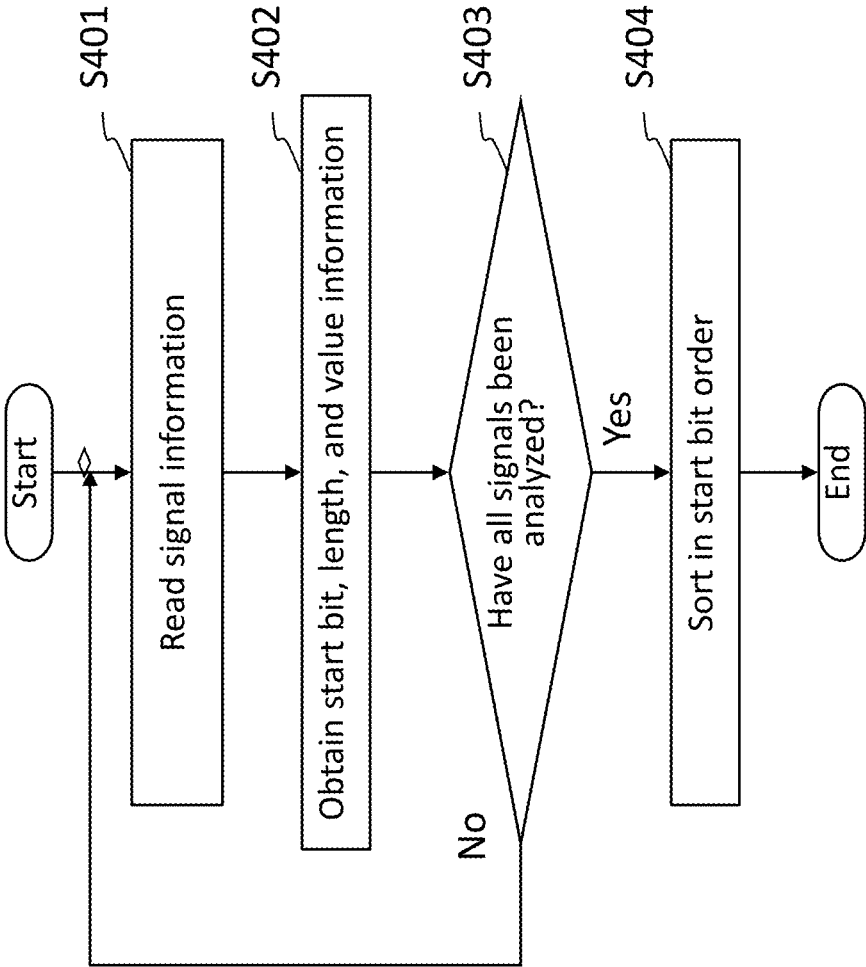 Start
S401
Read signal information
S402
Obtain start bit, length, and value information
S403
Have all signals been
analyzed?
No
Yes
S404
Sort in start bit order
End